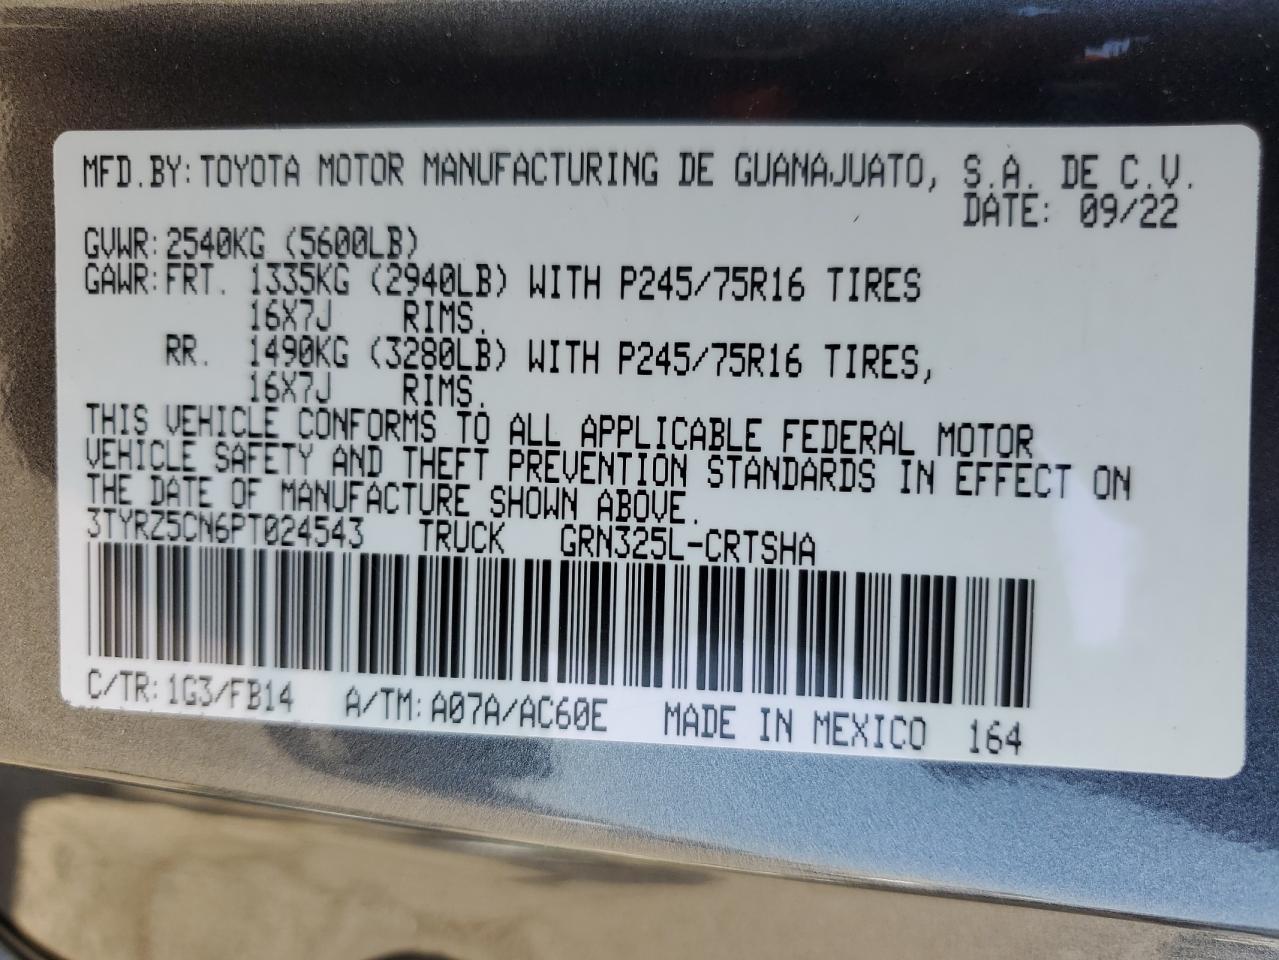 MFD.BY: TOYOTA MOTOR MANUFACTURING DE GUANAJUATO, S.A. DE C.V.
DATE: 09/22
GVWR: 2540KG (5600LB)
GAWR: FRT. 1335KG (2940LB) WITH P245/75R16 TIRES
16X7J RIMS.
RR. 1490KG (3280LB) WITH P245/75R16 TIRES,
16X7J RIMS.
THIS VEHICLE CONFORMS TO ALL APPLICABLE FEDERAL MOTOR
VEHICLE SAFETY AND THEFT PREVENTION STANDARDS IN EFFECT ON
THE DATE OF MANUFACTURE SHOWN ABOVE.
3TYRZ5CN6PT024543 TRUCK GRN325L-CRTSHA
C/TR: 1G3/FB14 A/TM: A07A/AC60E MADE IN MEXICO 164